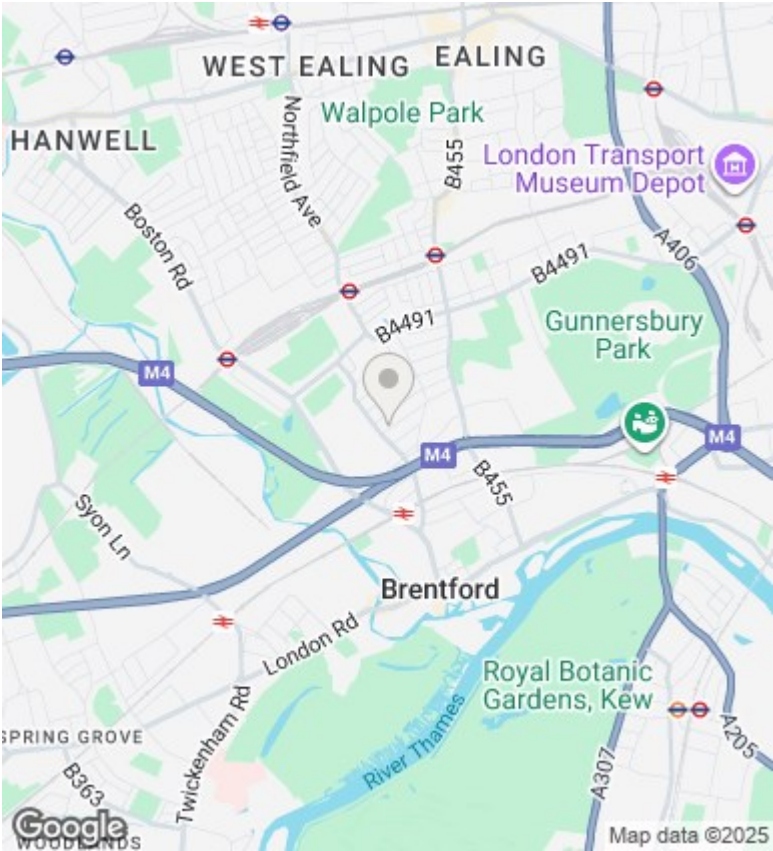 WEST EALING
EALING
Walpole Park
HANWELL
Northfield Ave
B455
London Transport
Museum Depot
Boston Rd
A406
B4491
B4491
Gunnersbury
Park
M4
M4
M4
B455
Syon Ln
Brentford
London Rd
Royal Botanic
Gardens, Kew
River Thames
Twickenham Rd
SPRING GROVE
B363
A307
A205
Google
WOODLANDS
Map data ©2025